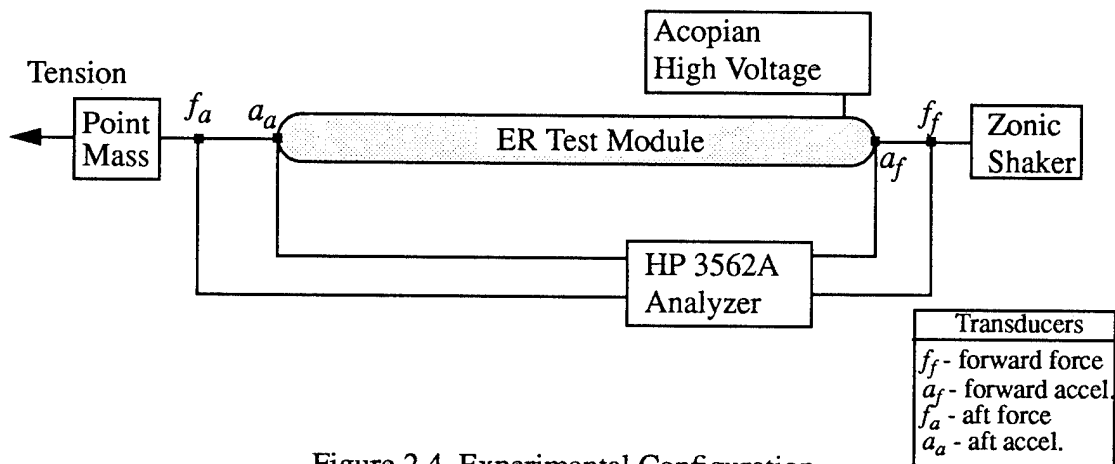 Acopian
High Voltage
Tension
Point
Mass
f_a
a_a
ER Test Module
a_f
f_f
Zonic
Shaker
HP 3562A
Analyzer
Transducers
f_f - forward force
a_f - forward accel.
f_a - aft force
a_a - aft accel.
Figure 2.4 Experimental Configuration